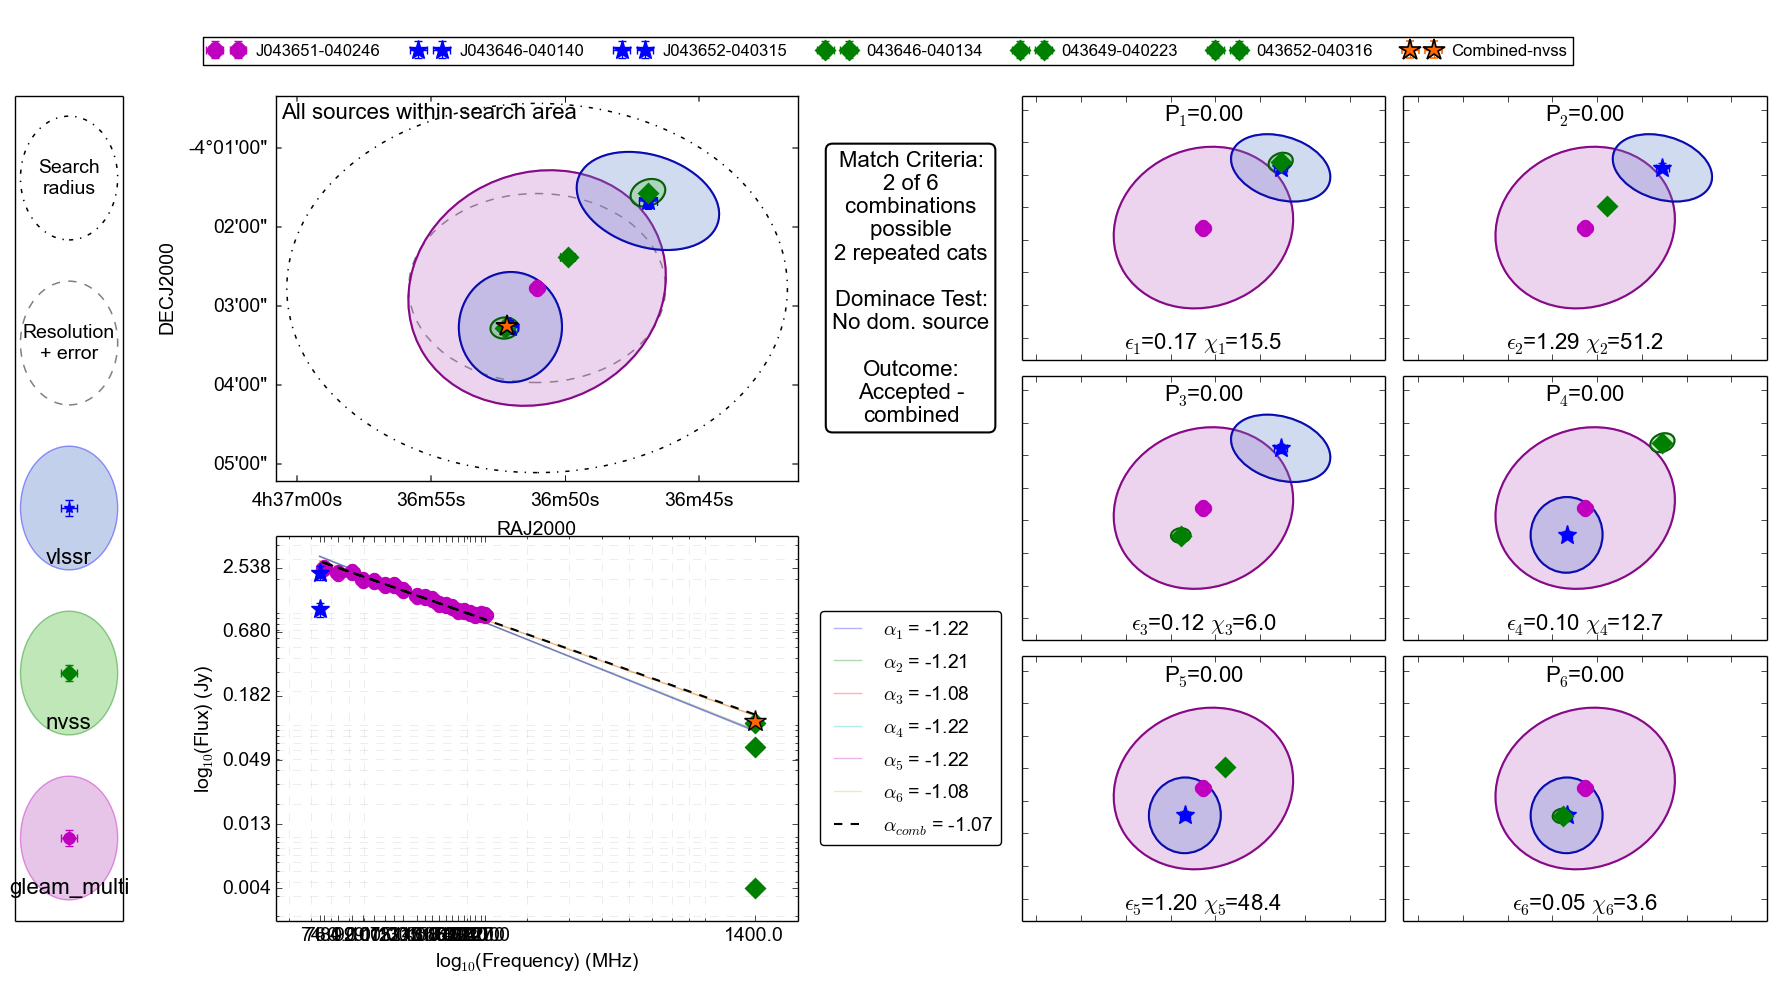 J043651-040246 J043646-040140 J043652-040315 043646-040134 043649-040223 043652-040316 Combined-nvss
Search
radius
Resolution
+ error
vlssr
nvss
gleam_multi
All sources within search area
-4°01'00"
02'00"
03'00"
04'00"
05'00"
DECJ2000
4h37m00s 36m55s 36m50s 36m45s
RAJ2000
Match Criteria:
2 of 6
combinations
possible
2 repeated cats
Dominace Test:
No dom. source
Outcome:
Accepted -
combined
2.538
0.680
0.182
0.049
0.013
0.004
log10(Flux) (Jy)
1400.0
log10(Frequency) (MHz)
α1 = -1.22
α2 = -1.21
α3 = -1.08
α4 = -1.22
α5 = -1.22
α6 = -1.08
αcomb = -1.07
P1=0.00
ϵ1=0.17 χ1=15.5
P2=0.00
ϵ2=1.29 χ2=51.2
P3=0.00
ϵ3=0.12 χ3=6.0
P4=0.00
ϵ4=0.10 χ4=12.7
P5=0.00
ϵ5=1.20 χ5=48.4
P6=0.00
ϵ6=0.05 χ6=3.6